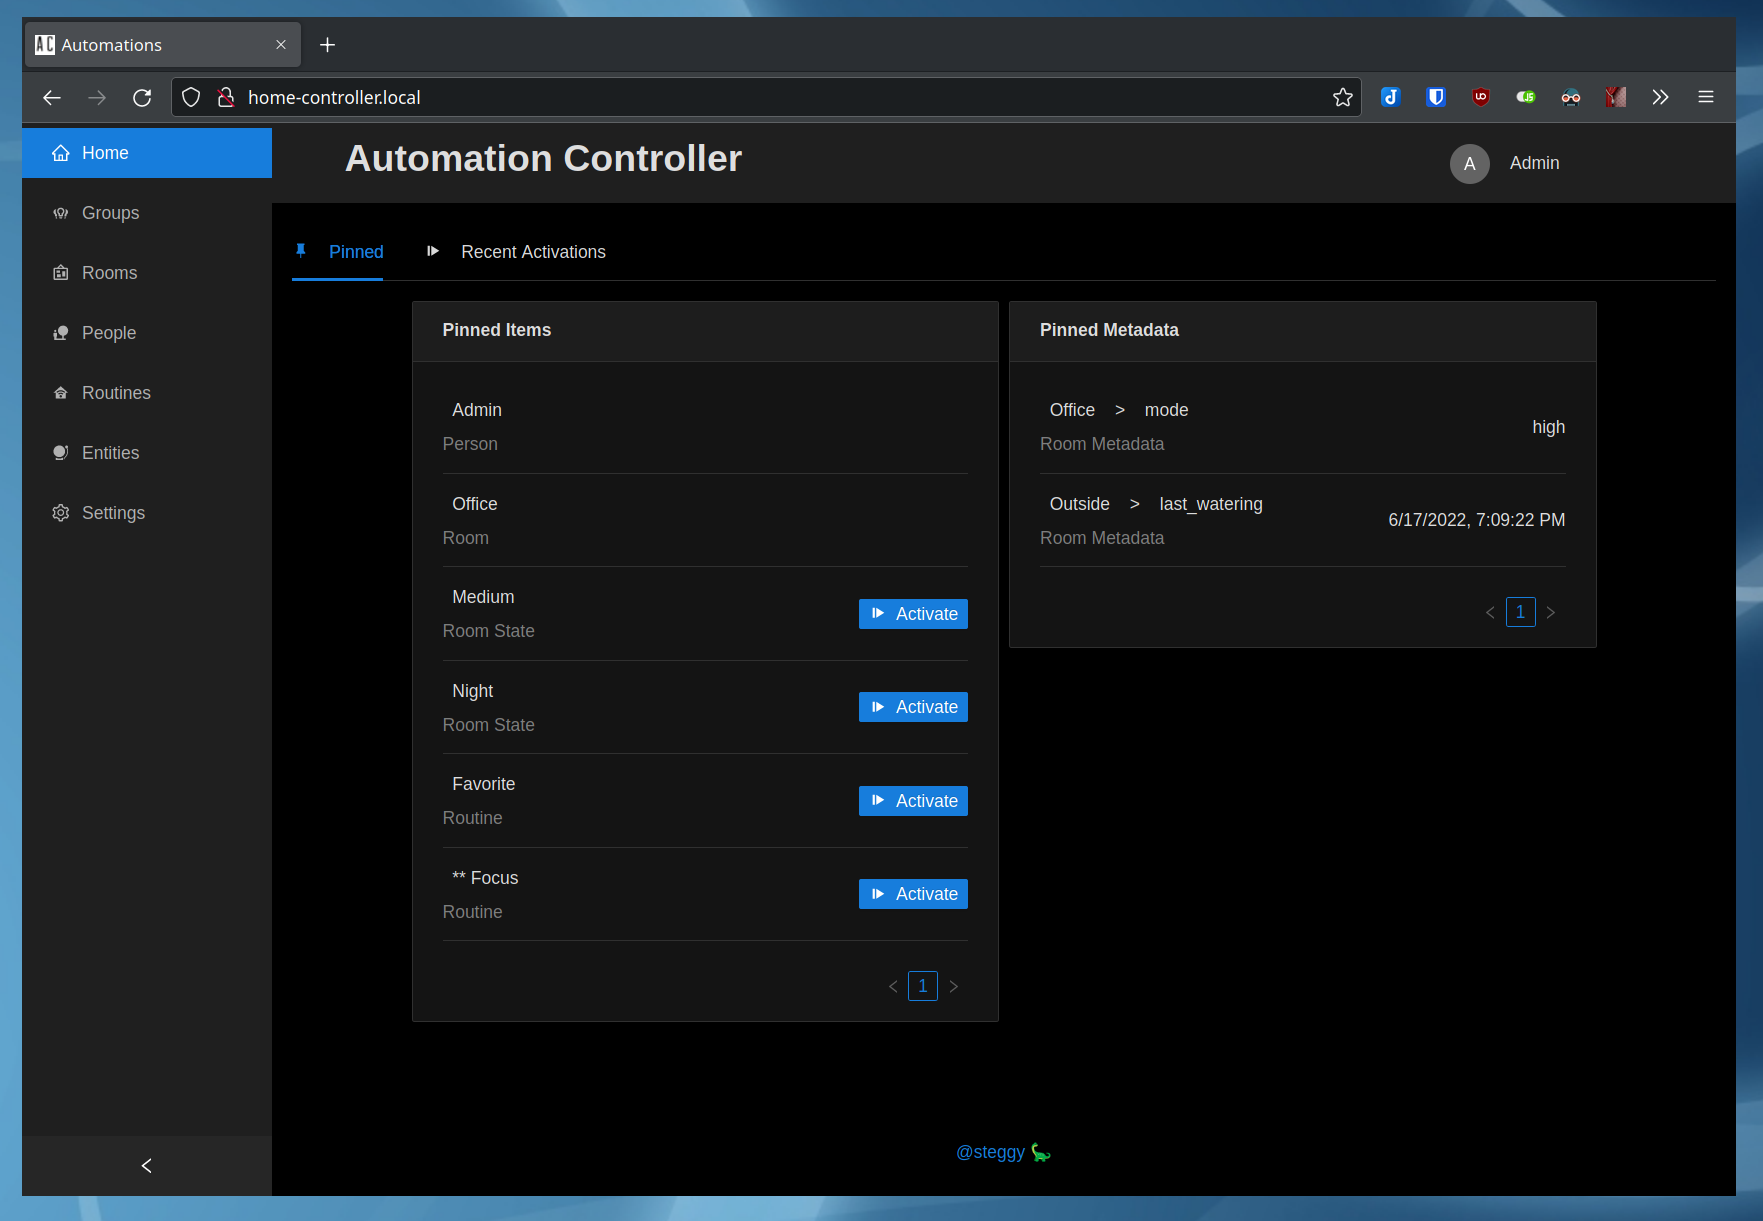 AC Automations
home-controller.local
Home
Automation Controller
A Admin
Groups
Rooms
People
Routines
Entities
Settings
Pinned Recent Activations
Pinned Items
Admin
Person
Office
Room
Medium
Room State
Activate
Night
Room State
Activate
Favorite
Routine
Activate
** Focus
Routine
Activate
< 1 >
Pinned Metadata
Office > mode
Room Metadata
high
Outside > last_watering
Room Metadata
6/17/2022, 7:09:22 PM
< 1 >
@steggy